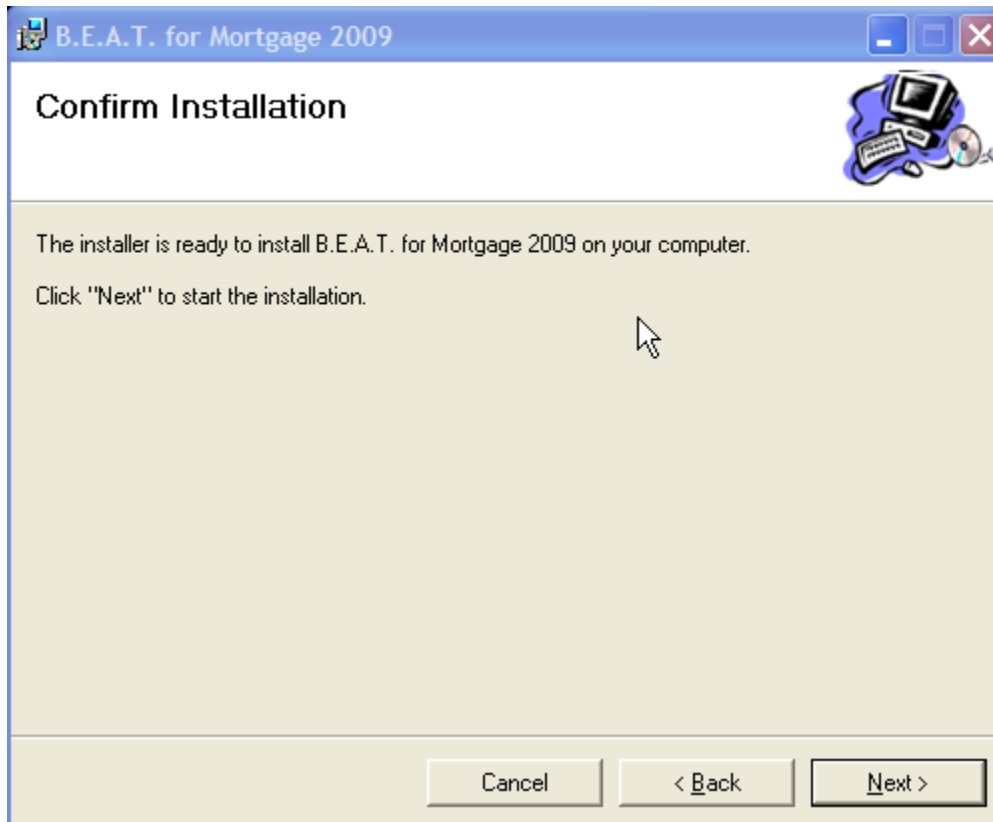 B.E.A.T. for Mortgage 2009
Confirm Installation
The installer is ready to install B.E.A.T. for Mortgage 2009 on your computer.
Click "Next" to start the installation.
Cancel
< Back
Next >